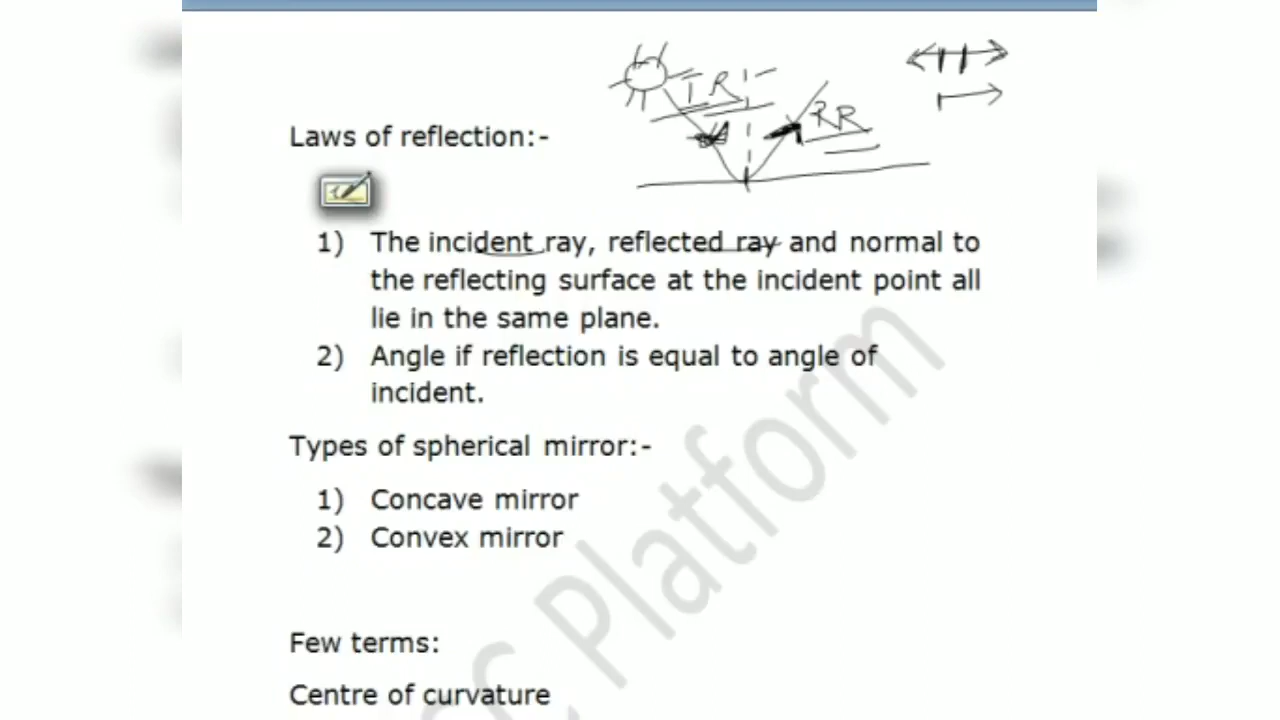 IR
RR
Laws of reflection:-
1) The incident ray, reflected ray and normal to
the reflecting surface at the incident point all
lie in the same plane.
2) Angle if reflection is equal to angle of
incident.
Types of spherical mirror:-
1) Concave mirror
2) Convex mirror
Few terms:
Centre of curvature
C Platform